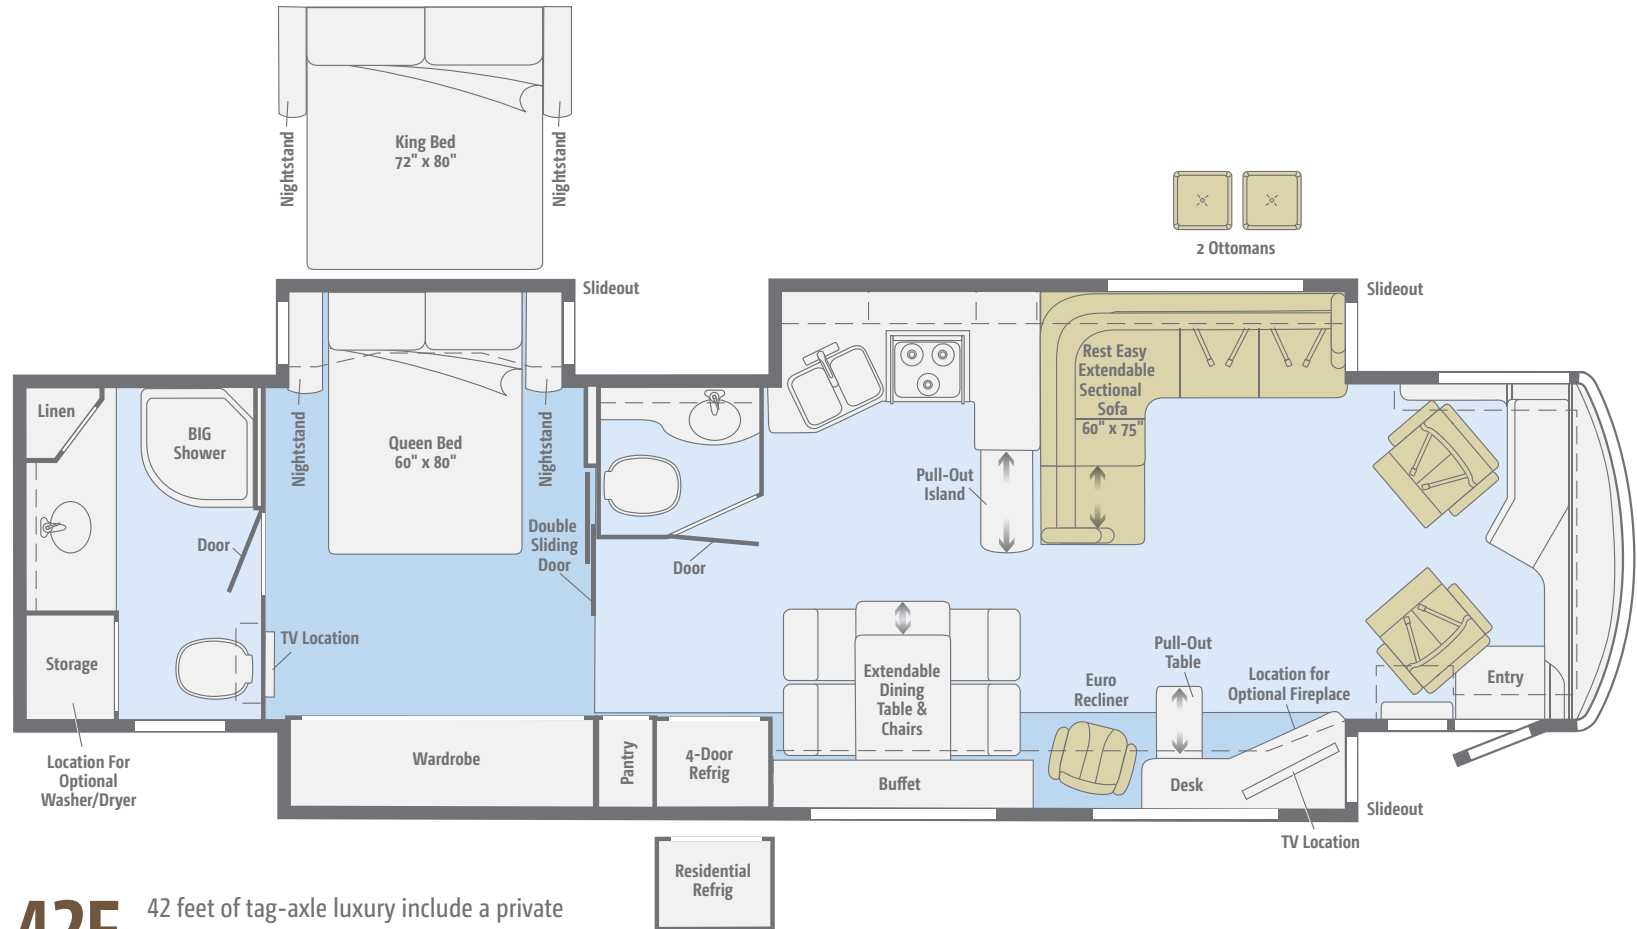 King Bed
72" x 80"
Nightstand
Nightstand
2 Ottomans
Slideout
Slideout
Linen
BIG
Shower
Nightstand
Queen Bed
60" x 80"
Nightstand
Rest Easy
Extendable
Sectional
Sofa
60" x 75"
Pull-Out
Island
Door
Double
Sliding
Door
Door
TV Location
Storage
Extendable
Dining
Table &
Chairs
Pull-Out
Table
Euro
Recliner
Location for
Optional Fireplace
Entry
Location For
Optional
Washer/Dryer
Wardrobe
Pantry
4-Door
Refrig
Buffet
Desk
Slideout
TV Location
Residential
Refrig
42 feet of tag-axle luxury include a private